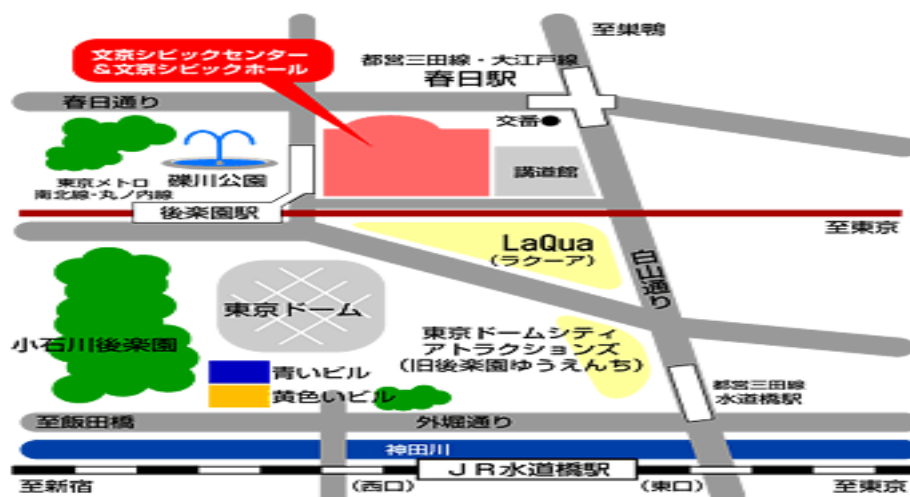 至巣鴨
文京シビックセンター
&文京シビックホール
都営三田線・大江戸線
春日駅
春日通り
交番
東京メトロ
南北線・丸ノ内線
礫川公園
講道館
後楽園駅
至東京
LaQua
(ラクーア)
白山通り
東京ドーム
小石川後楽園
東京ドームシティ
アトラクションズ
(旧後楽園ゆうえんち)
青いビル
黄色いビル
都営三田線
水道橋駅
至飯田橋
外堀通り
神田川
JR水道橋駅
至新宿
(西口)
(東口)
至東京